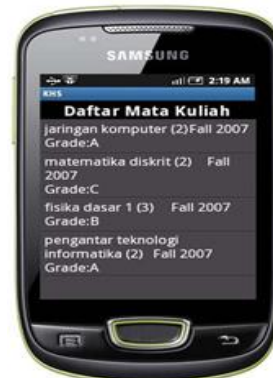 SAMSUNG
2:19 AM
KHS
Daftar Mata Kuliah
jaringan komputer (2)Fall 2007
Grade:A
matematika diskrit (2) Fall
2007
Grade:C
fisika dasar 1 (3) Fall 2007
Grade:B
pengantar teknologi
informatika (2) Fall 2007
Grade:A